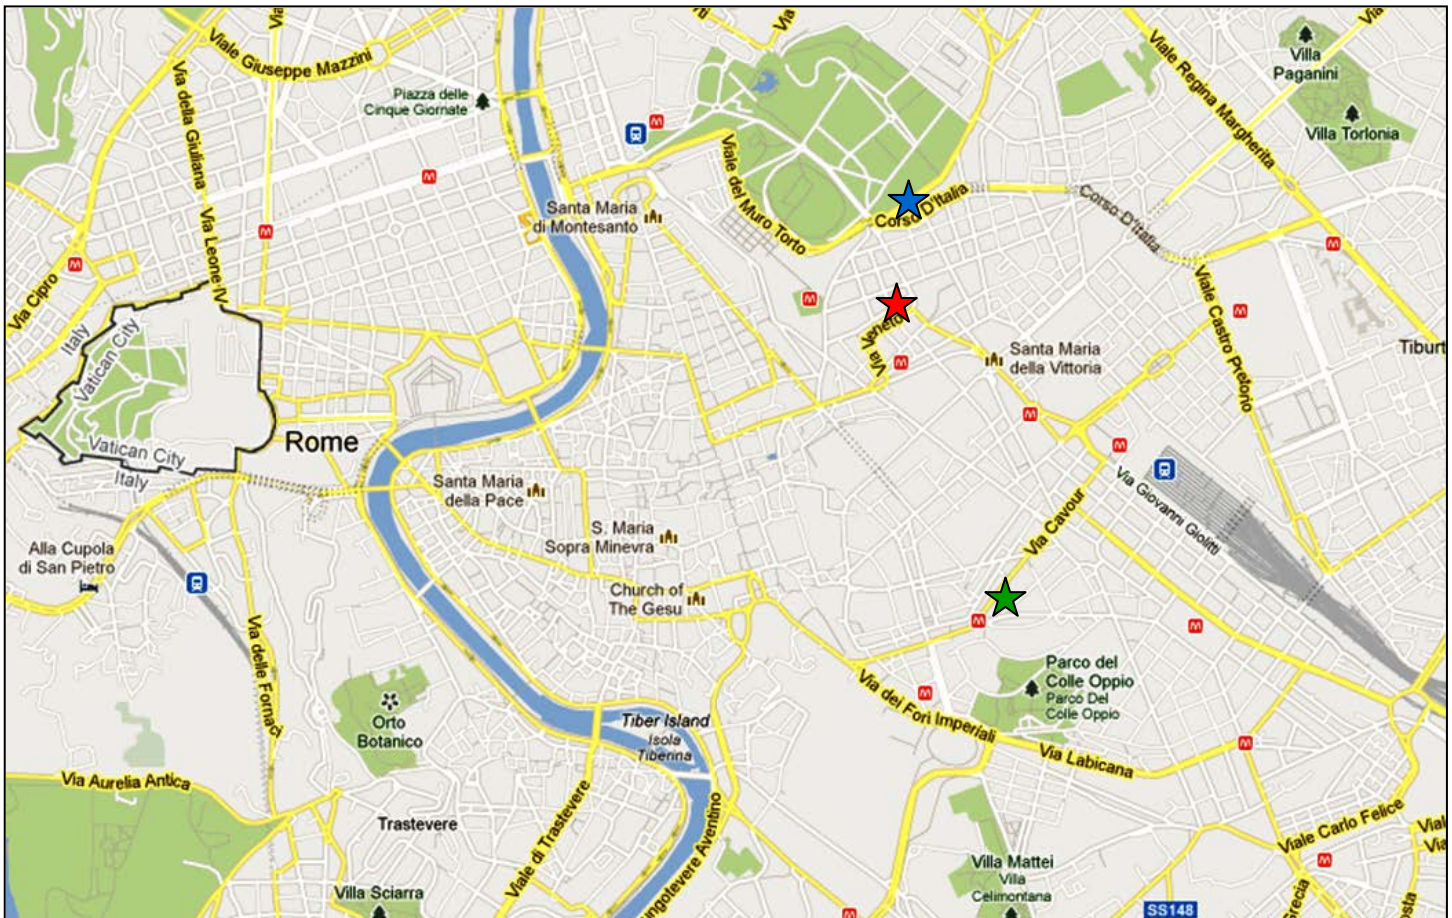 Viale Giuseppe Mazzini
Via della Giuliana
Via Leone IV
Piazza delle
Cinque Giornate
Via
Viale Regina Margherita
Villa
Paganini
Villa Torlonia
Viale del Muro Torto
Corso D'Italia
Corso D'Italia
Santa Maria
di Montesanto
Via Cipro
Italy
Vatican City
Vatican City
Italy
Rome
Via Veneto
Santa Maria
della Vittoria
Viale Castro Pretorio
Tiburt
Santa Maria
della Pace
S. Maria
Sopra Minevra
Church of
The Gesu
Via Giovanni Giolitti
Via Cavour
Alla Cupola
di San Pietro
Via delle Fornaci
Orto
Botanico
Tiber Island
Isola
Tiberina
Parco del
Colle Oppio
Parco Del
Colle Oppio
Via dei Fori Imperiali
Via Labicana
Via Aurelia Antica
Trastevere
Viale di Trastevere
ungotevere Aventino
Villa Sciarra
Villa Mattei
Villa
Celimontana
Viale Carlo Felice
SS148